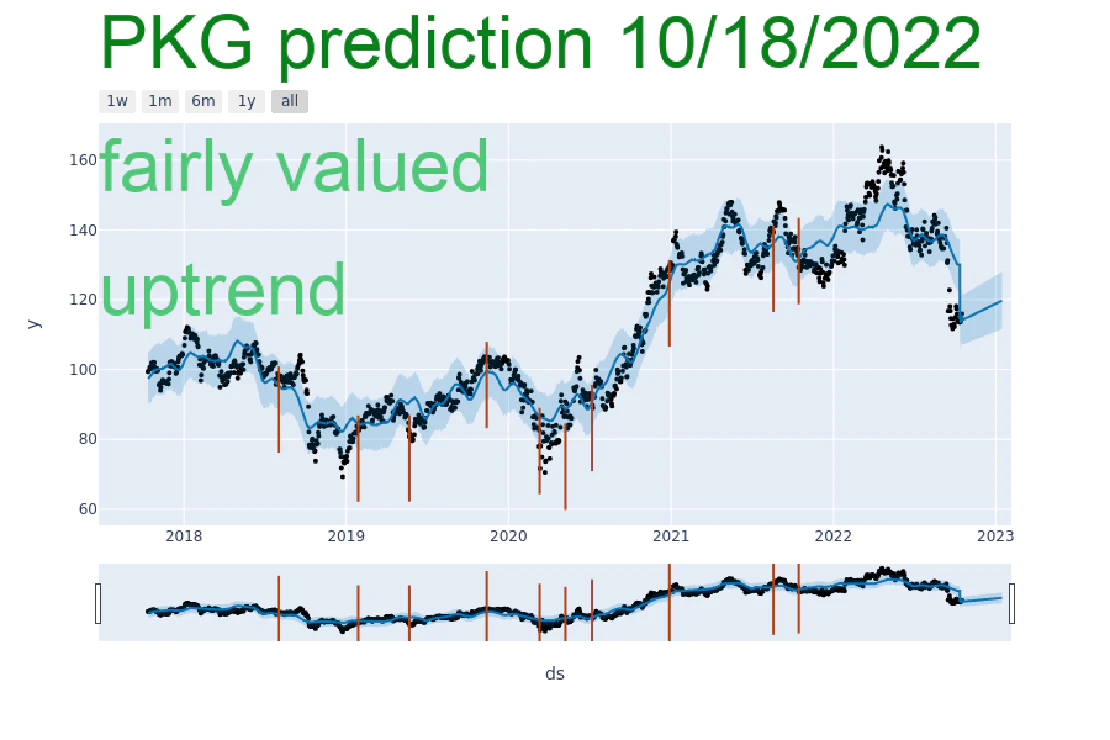 PKG prediction 10/18/2022
1w 1m 6m 1y all
fairly valued
uptrend
160
140
120
100
80
60
y
2018 2019 2020 2021 2022 2023
ds